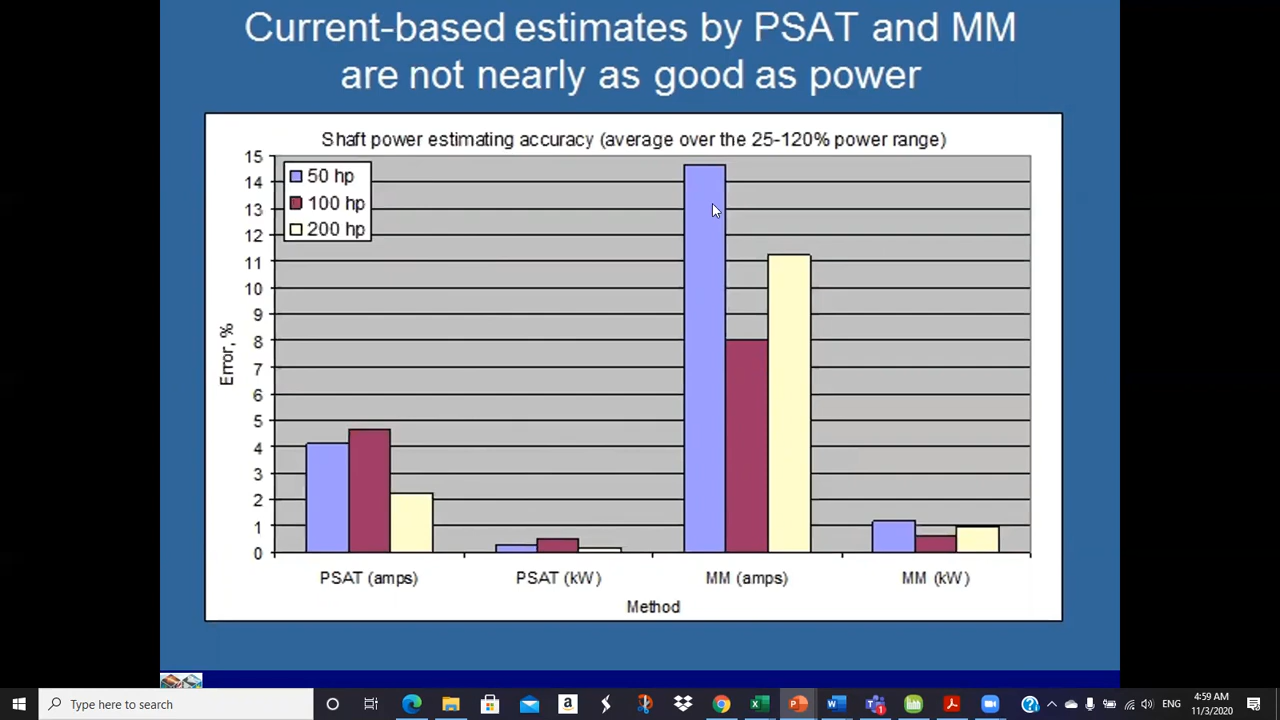 Current-based estimates by PSAT and MM
are not nearly as good as power
Shaft power estimating accuracy (average over the 25-120% power range)
15
14
13
12
11
10
9
8
7
6
5
4
3
2
1
0
50 hp
100 hp
200 hp
Error, %
PSAT (amps)
PSAT (kW)
MM (amps)
MM (kW)
Method
Type here to search
ENG
4:59 AM
11/3/2020